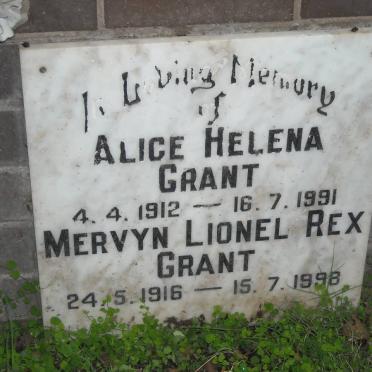 In Loving Memory
of
ALICE HELENA
GRANT
4. 4. 1912 — 16. 7. 1991
MERVYN LIONEL REX
GRANT
24. 5. 1916 — 15. 7. 1998